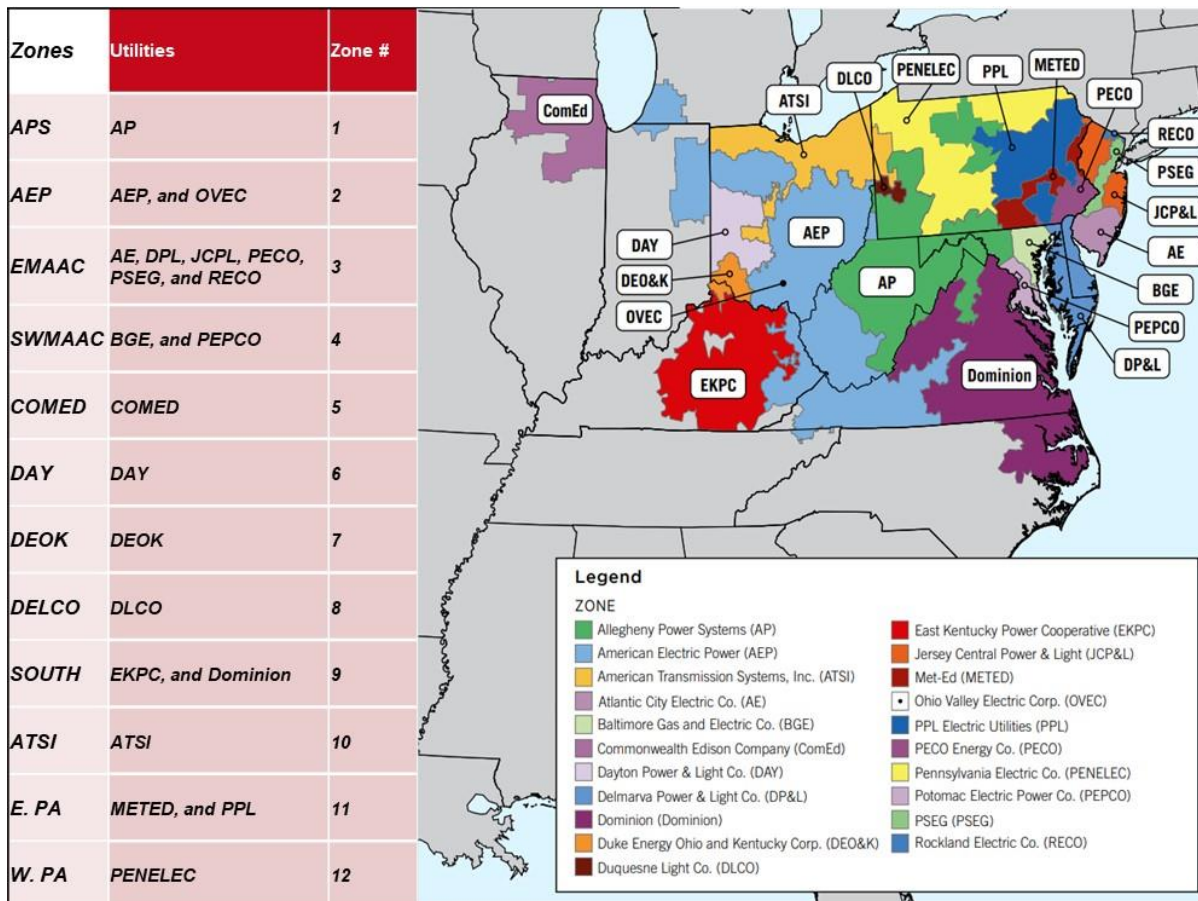 Zones Utilities Zone #
APS AP 1
AEP AEP, and OVEC 2
EMAAC AE, DPL, JCPL, PECO,
PSEG, and RECO 3
SWMAAC BGE, and PEPCO 4
COMED COMED 5
DAY DAY 6
DEOK DEOK 7
DELCO DLCO 8
SOUTH EKPC, and Dominion 9
ATSI ATSI 10
E. PA METED, and PPL 11
W. PA PENELEC 12
ComEd
ATSI
DLCO
PENELEC
PPL
METED
PECO
RECO
PSEG
JCP&L
AE
BGE
PEPCO
DP&L
DAY
DEO&K
OVEC
AEP
AP
EKPC
Dominion
Legend
ZONE
Allegheny Power Systems (AP)
American Electric Power (AEP)
American Transmission Systems, Inc. (ATSI)
Atlantic City Electric Co. (AE)
Baltimore Gas and Electric Co. (BGE)
Commonwealth Edison Company (ComEd)
Dayton Power & Light Co. (DAY)
Delmarva Power & Light Co. (DP&L)
Dominion (Dominion)
Duke Energy Ohio and Kentucky Corp. (DEO&K)
Duquesne Light Co. (DLCO)
East Kentucky Power Cooperative (EKPC)
Jersey Central Power & Light (JCP&L)
Met-Ed (METED)
Ohio Valley Electric Corp. (OVEC)
PPL Electric Utilities (PPL)
PECO Energy Co. (PECO)
Pennsylvania Electric Co. (PENELEC)
Potomac Electric Power Co. (PEPCO)
PSEG (PSEG)
Rockland Electric Co. (RECO)